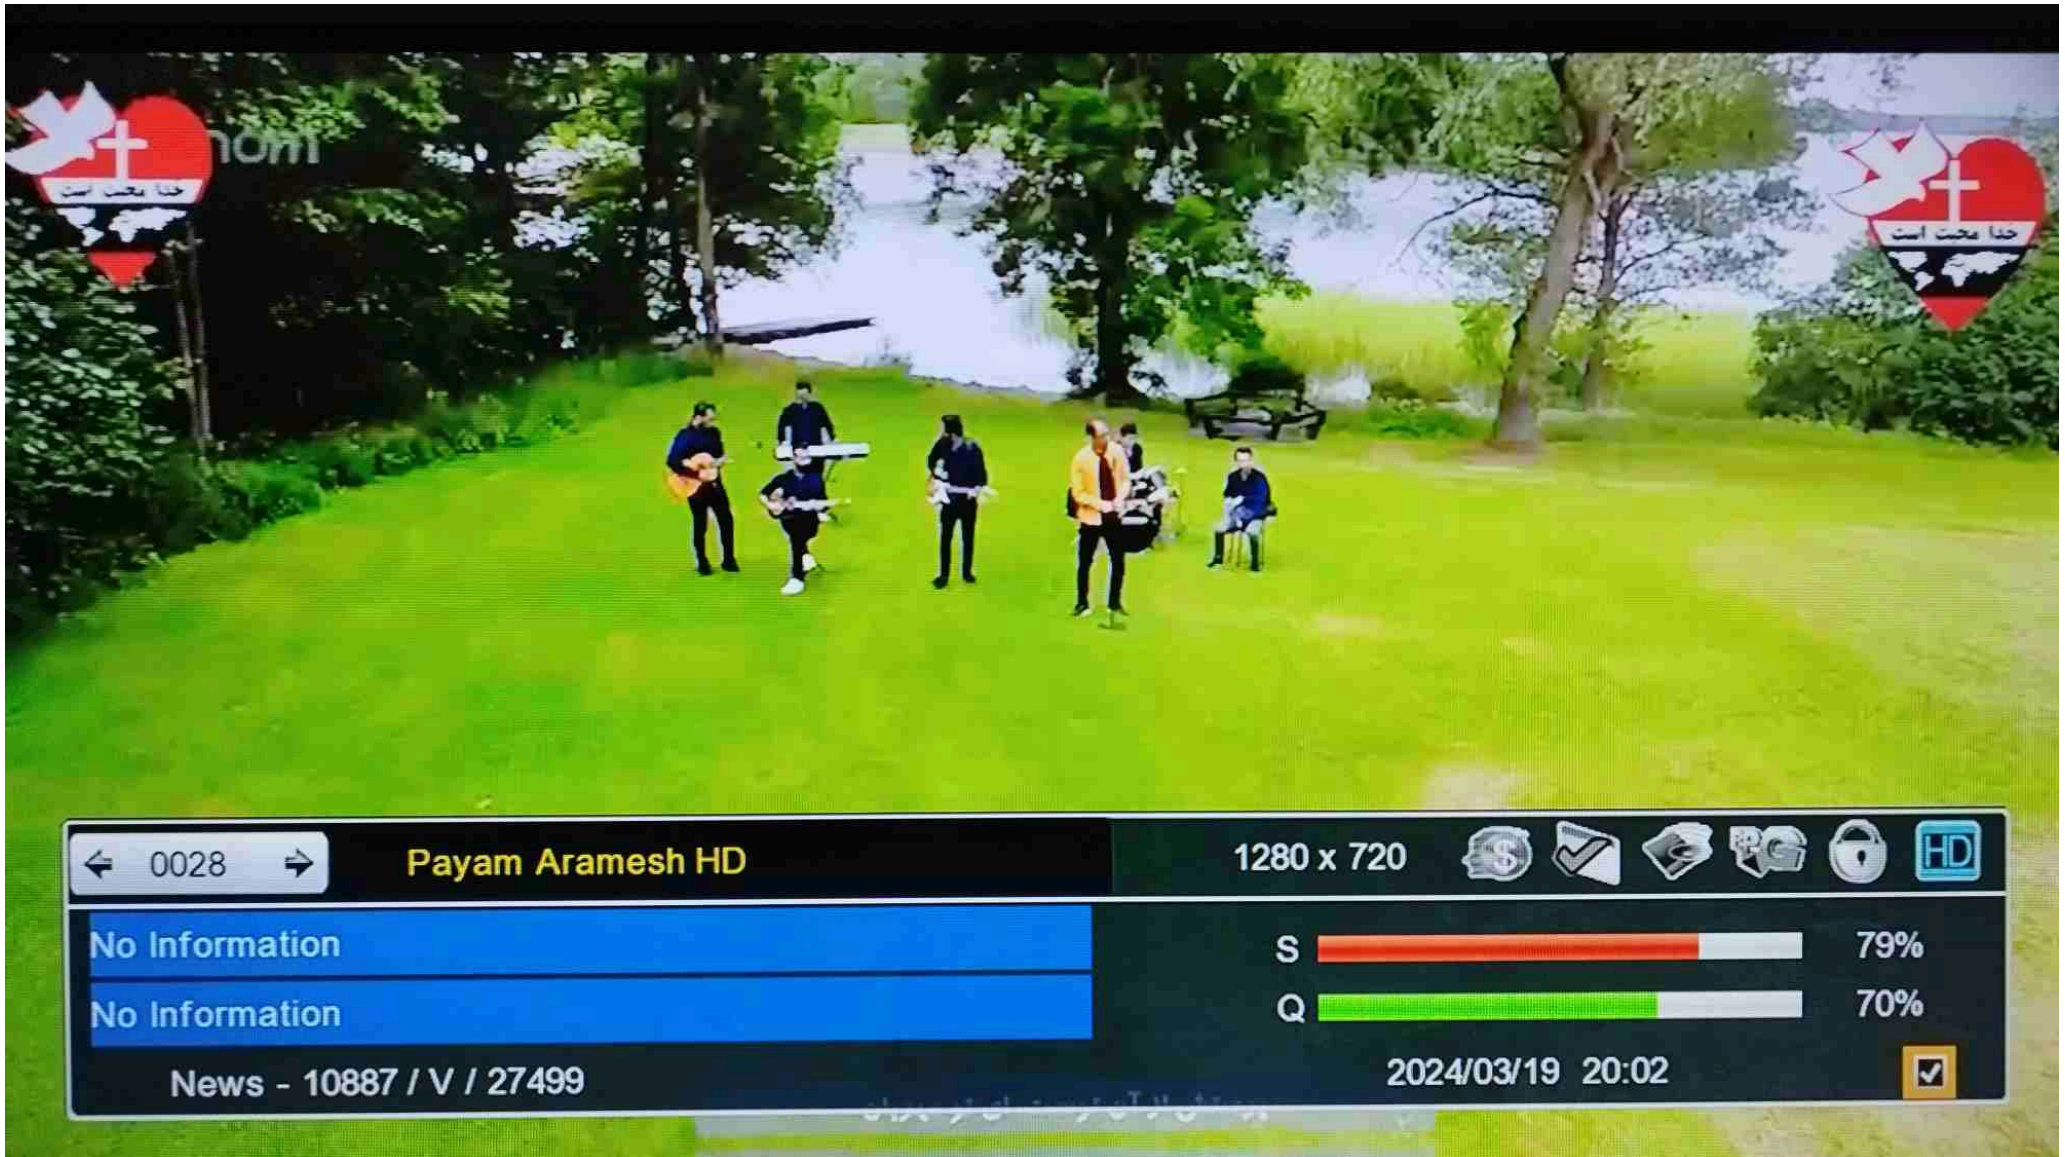 nom
خدا محبت است
خدا محبت است
0028
Payam Aramesh HD
1280 x 720
HD
No Information
S 79%
No Information
Q 70%
News - 10887 / V / 27499
2024/03/19 20:02